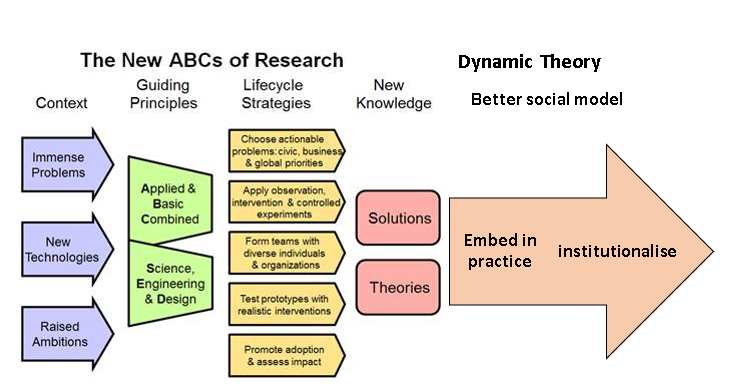 The New ABCs of Research
Dynamic Theory
Context
Guiding
Principles
Lifecycle
Strategies
New
Knowledge
Better social model
Immense
Problems
New
Technologies
Raised
Ambitions
Applied &
Basic
Combined
Science,
Engineering
& Design
Choose actionable
problems: civic, business
& global priorities
Apply observation,
intervention & controlled
experiments
Form teams with
diverse individuals
& organizations
Test prototypes with
realistic interventions
Promote adoption
& assess impact
Solutions
Theories
Embed in
practice
institutionalise